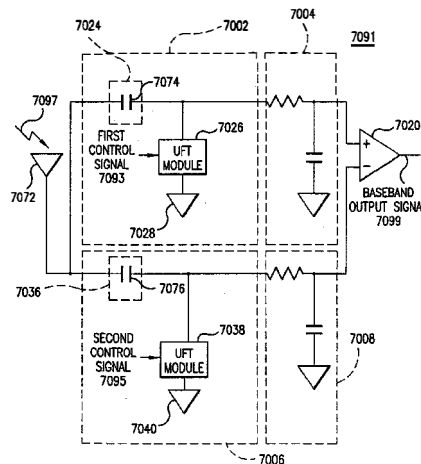 7024
7002
7004
7091
7074
7097
7026
7020
FIRST
CONTROL
SIGNAL
7093
UFT
MODULE
+
−
7072
7028
BASEBAND
OUTPUT SIGNAL
7099
7036
7076
7038
SECOND
CONTROL
SIGNAL
7095
UFT
MODULE
7008
7040
7006